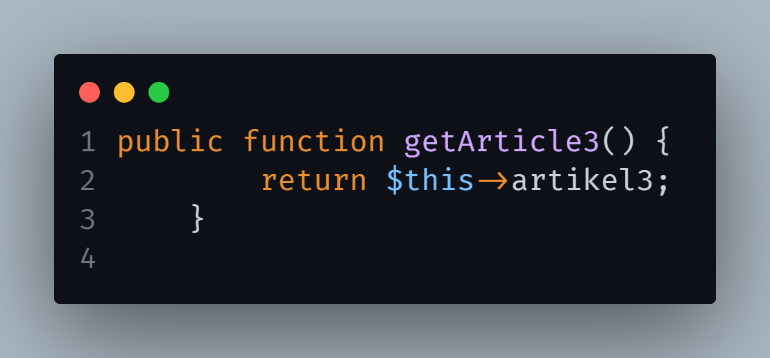 1 public function getArticle3() {
2         return $this->artikel3;
3     }
4